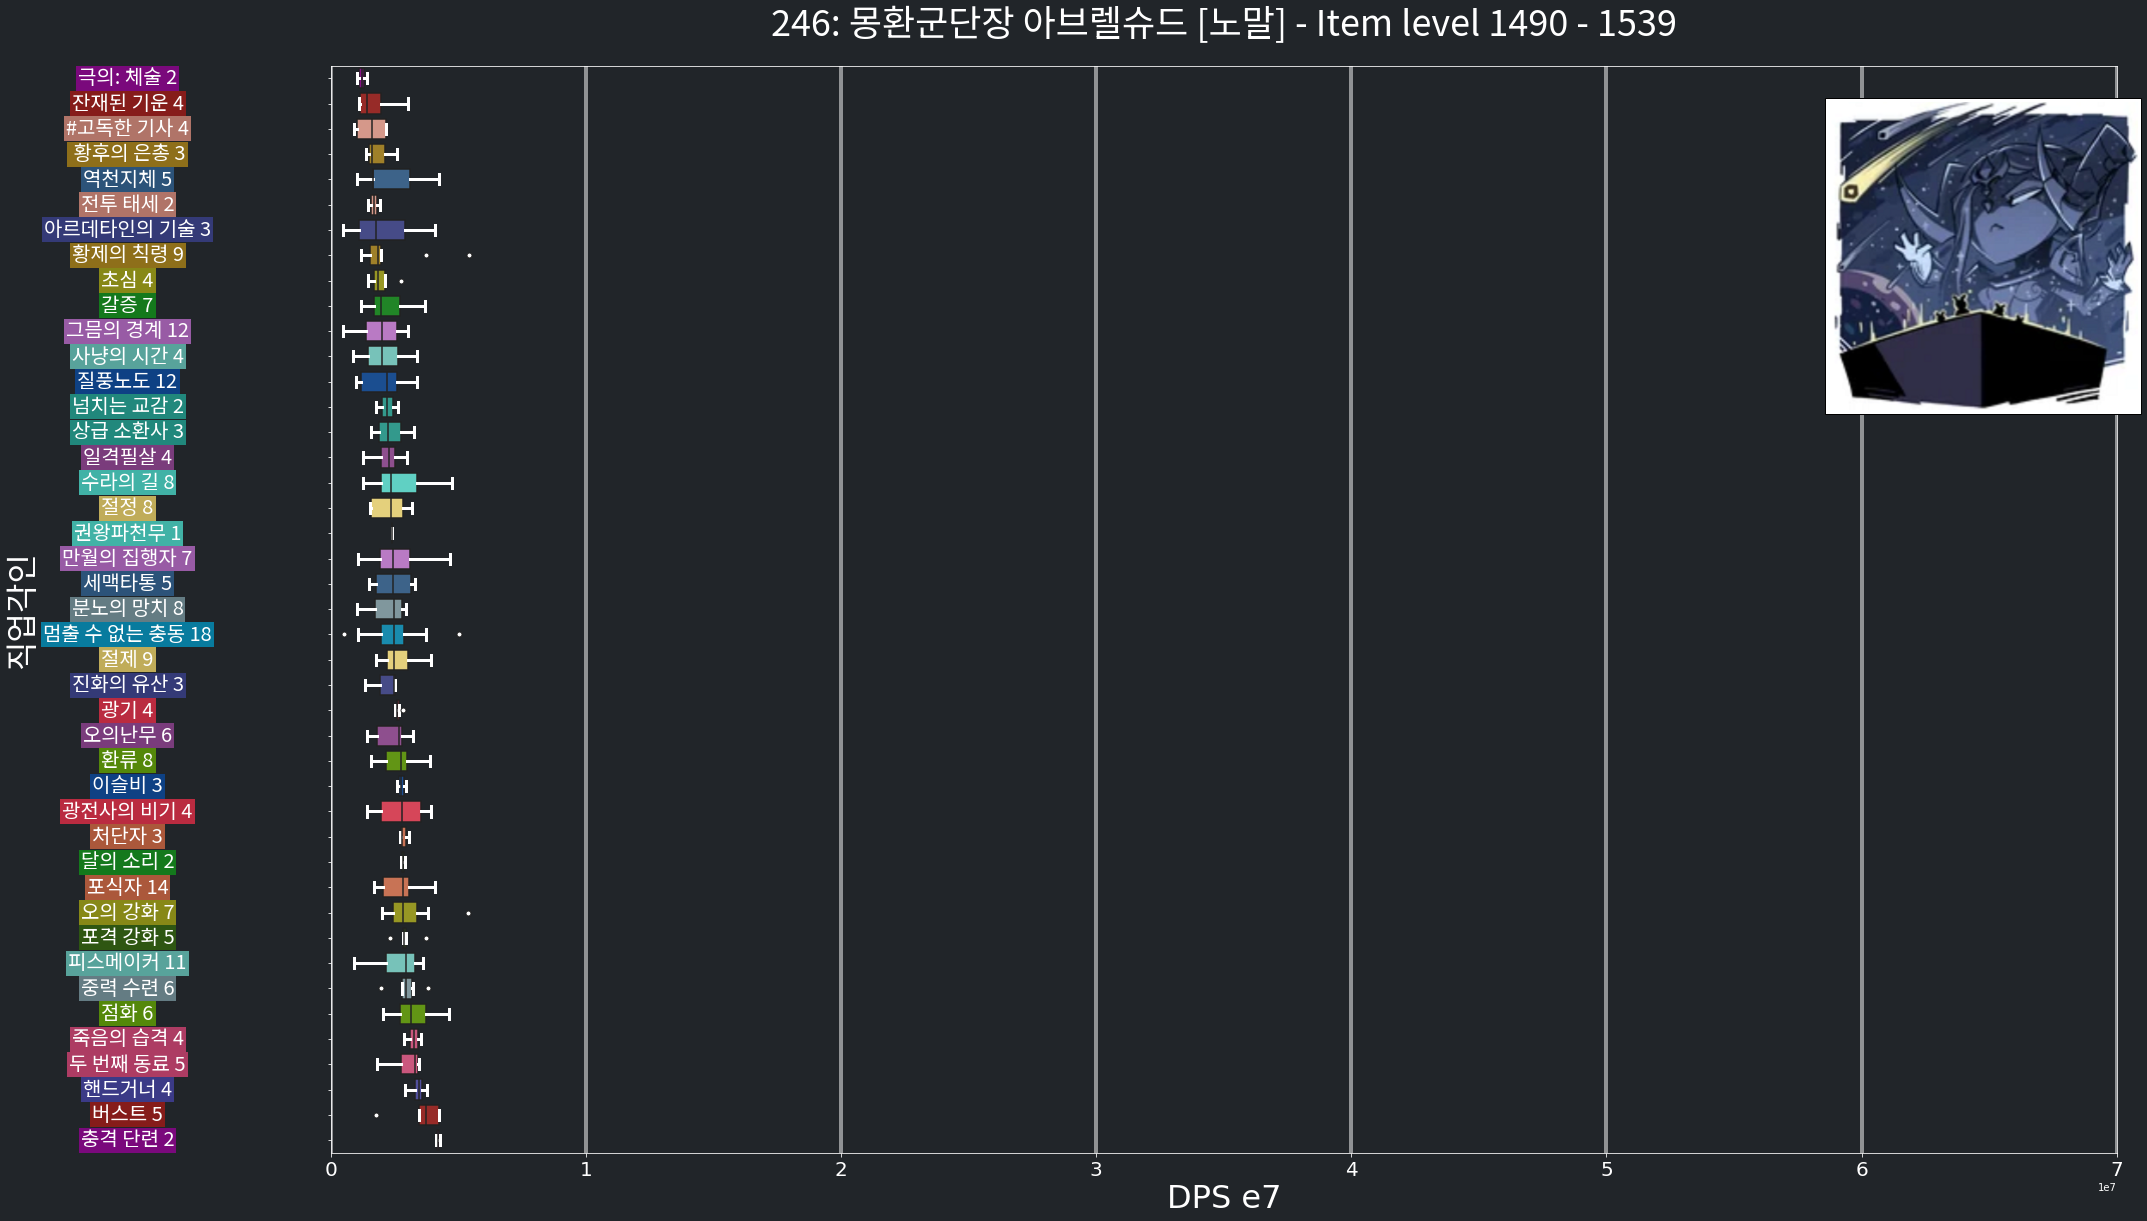 246: 몽환군단장 아브렐슈드 [노말] - Item level 1490 - 1539
극의: 체술 2
잔재된 기운 4
#고독한 기사 4
황후의 은총 3
역천지체 5
전투 태세 2
아르데타인의 기술 3
황제의 칙령 9
초심 4
갈증 7
그믐의 경계 12
사냥의 시간 4
질풍노도 12
넘치는 교감 2
상급 소환사 3
일격필살 4
수라의 길 8
절정 8
권왕파천무 1
만월의 집행자 7
세맥타통 5
분노의 망치 8
멈출 수 없는 충동 18
절제 9
진화의 유산 3
광기 4
오의난무 6
환류 8
이슬비 3
광전사의 비기 4
처단자 3
달의 소리 2
포식자 14
오의 강화 7
포격 강화 5
피스메이커 11
중력 수련 6
점화 6
죽음의 습격 4
두 번째 동료 5
핸드거너 4
버스트 5
충격 단련 2
직업각인
0 1 2 3 4 5 6 7
1e7
DPS e7